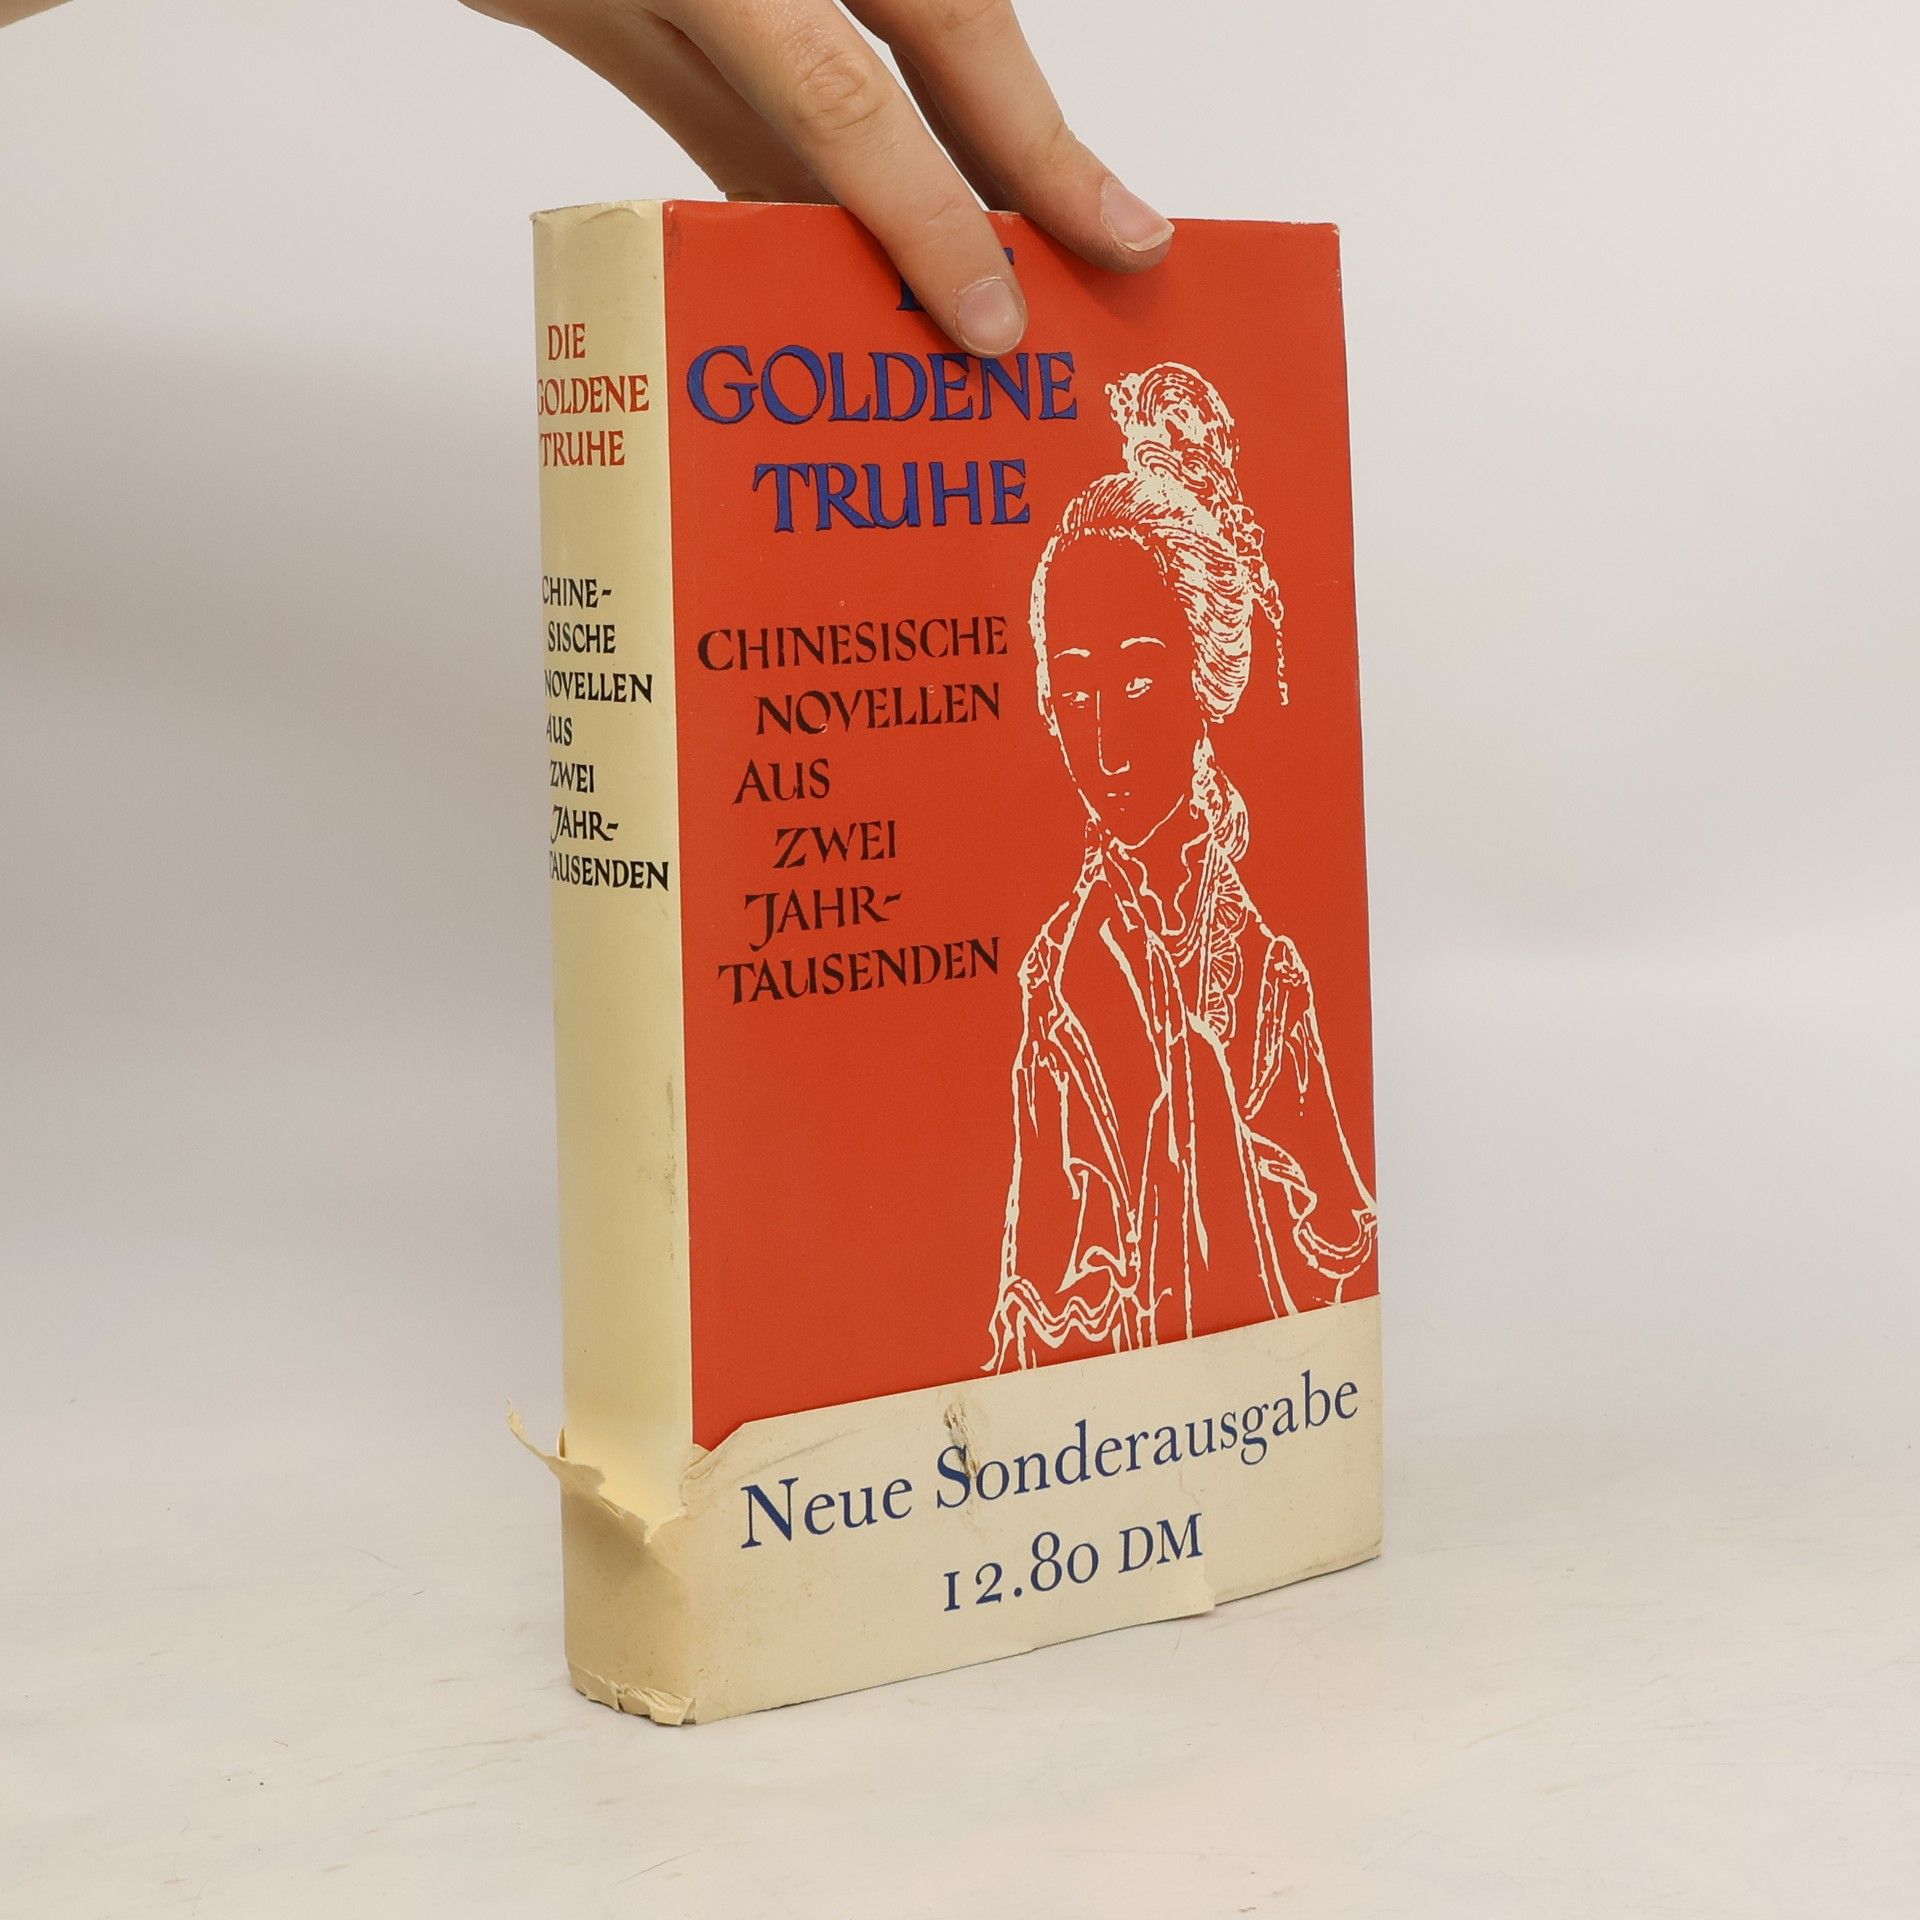 DIE
GOLDENE
TRUHE
CHINE-
SISCHE
NOVELLEN
AUS
ZWEI
JAHR-
TAUSENDEN
GOLDENE
TRUHE
CHINESISCHE
NOVELLEN
AUS
ZWEI
JAHR-
TAUSENDEN
Neue Sonderausgabe
12.80 DM